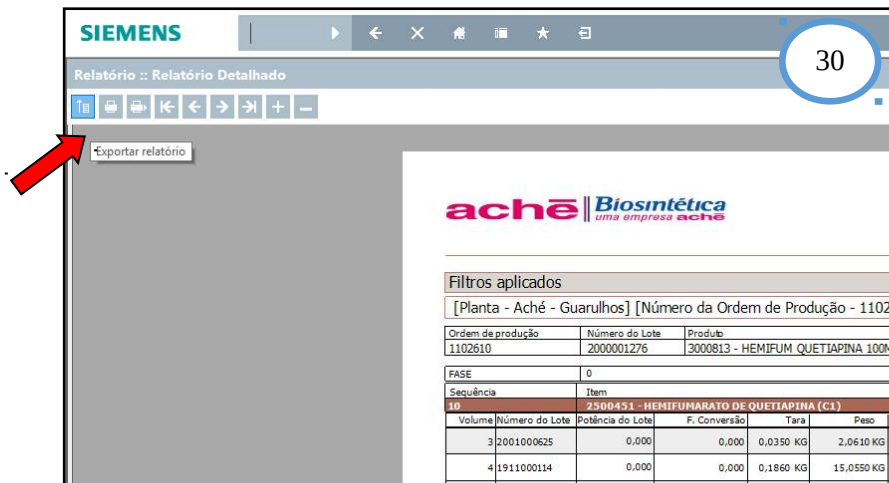 SIEMENS
30
Relatório :: Relatório Detalhado
Exportar relatório
achē Biosıntétıca
uma empresa achē
Filtros aplicados
[Planta - Aché - Guarulhos] [Número da Ordem de Produção - 1102
Ordem de produção Número do Lote Produto
1102610 2000001276 3000813 - HEMIFUM QUETIAPINA 100M
FASE 0
Sequência Item
10 2500451 - HEMIFUMARATO DE QUETIAPINA (C1)
Volume Número do Lote Potência do Lote F. Conversão Tara Peso
3 2001000625 0,000 0,000 0,0350 KG 2,0610 KG
4 1911000114 0,000 0,000 0,1860 KG 15,0550 KG